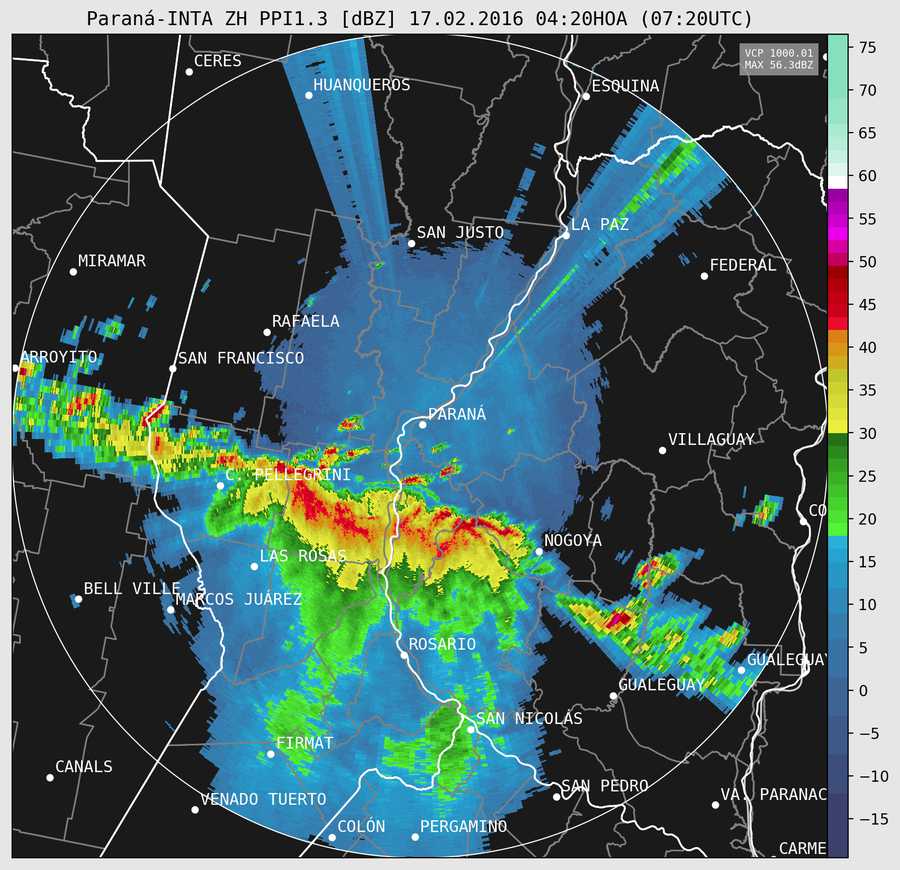 Paraná-INTA ZH PPI1.3 [dBZ] 17.02.2016 04:20HOA (07:20UTC)
VCP 1000.01
MAX 56.3dBZ
CERES
HUANQUEROS
ESQUINA
SAN JUSTO
LA PAZ
MIRAMAR
FEDERAL
RAFAELA
ARROYITO
SAN FRANCISCO
PARANÁ
VILLAGUAY
C. PELLEGRINI
CO
NOGOYA
LAS ROSAS
BELL VILLE
MARCOS JUÁREZ
ROSARIO
GUALEGUAY
GUALEGUAY
SAN NICOLÁS
FIRMAT
CANALS
SAN PEDRO
VENADO TUERTO
VA. PARANAC
COLÓN
PERGAMINO
CARME
75
70
65
60
55
50
45
40
35
30
25
20
15
10
5
0
−5
−10
−15